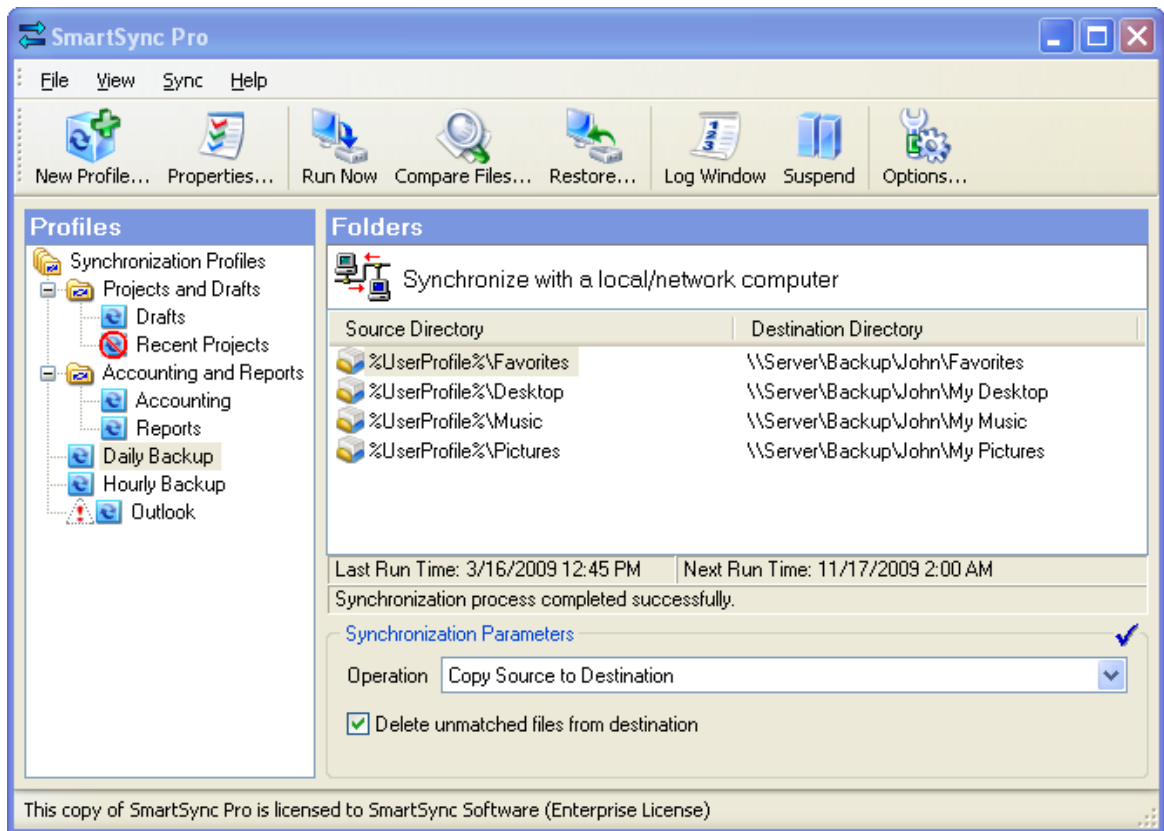 SmartSync Pro
File View Sync Help
New Profile... Properties... Run Now Compare Files... Restore... Log Window Suspend Options...
Profiles
Synchronization Profiles
Projects and Drafts
Drafts
Recent Projects
Accounting and Reports
Accounting
Reports
Daily Backup
Hourly Backup
Outlook
Folders
Synchronize with a local/network computer
Source Directory Destination Directory
%UserProfile%\Favorites \\Server\Backup\John\Favorites
%UserProfile%\Desktop \\Server\Backup\John\My Desktop
%UserProfile%\Music \\Server\Backup\John\My Music
%UserProfile%\Pictures \\Server\Backup\John\My Pictures
Last Run Time: 3/16/2009 12:45 PM Next Run Time: 11/17/2009 2:00 AM
Synchronization process completed successfully.
Synchronization Parameters
Operation Copy Source to Destination
Delete unmatched files from destination
This copy of SmartSync Pro is licensed to SmartSync Software (Enterprise License)